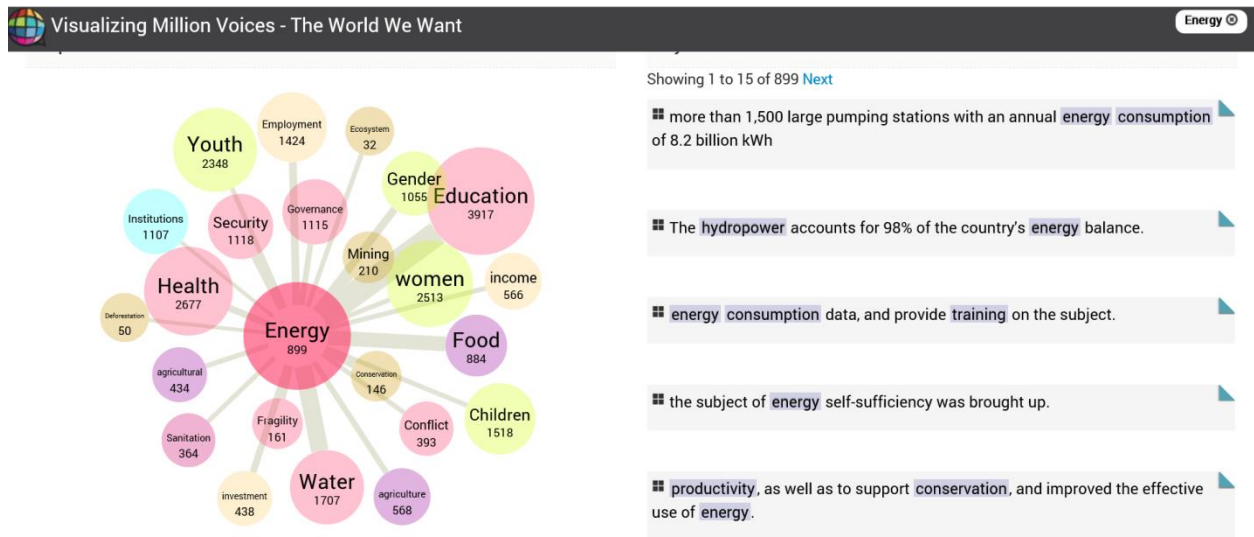 Visualizing Million Voices - The World We Want
Energy
Youth
2348
Employment
1424
Ecosystem
32
Gender
1055
Education
3917
Institutions
1107
Security
1118
Governance
1115
Mining
210
Health
2677
women
2513
income
566
Deforestation
50
Energy
899
Food
884
agricultural
434
Conservation
146
Sanitation
364
Fragility
161
Conflict
393
Children
1518
investment
438
Water
1707
agriculture
568
Showing 1 to 15 of 899 Next
more than 1,500 large pumping stations with an annual energy consumption
of 8.2 billion kWh
The hydropower accounts for 98% of the country's energy balance.
energy consumption data, and provide training on the subject.
the subject of energy self-sufficiency was brought up.
productivity, as well as to support conservation, and improved the effective
use of energy.